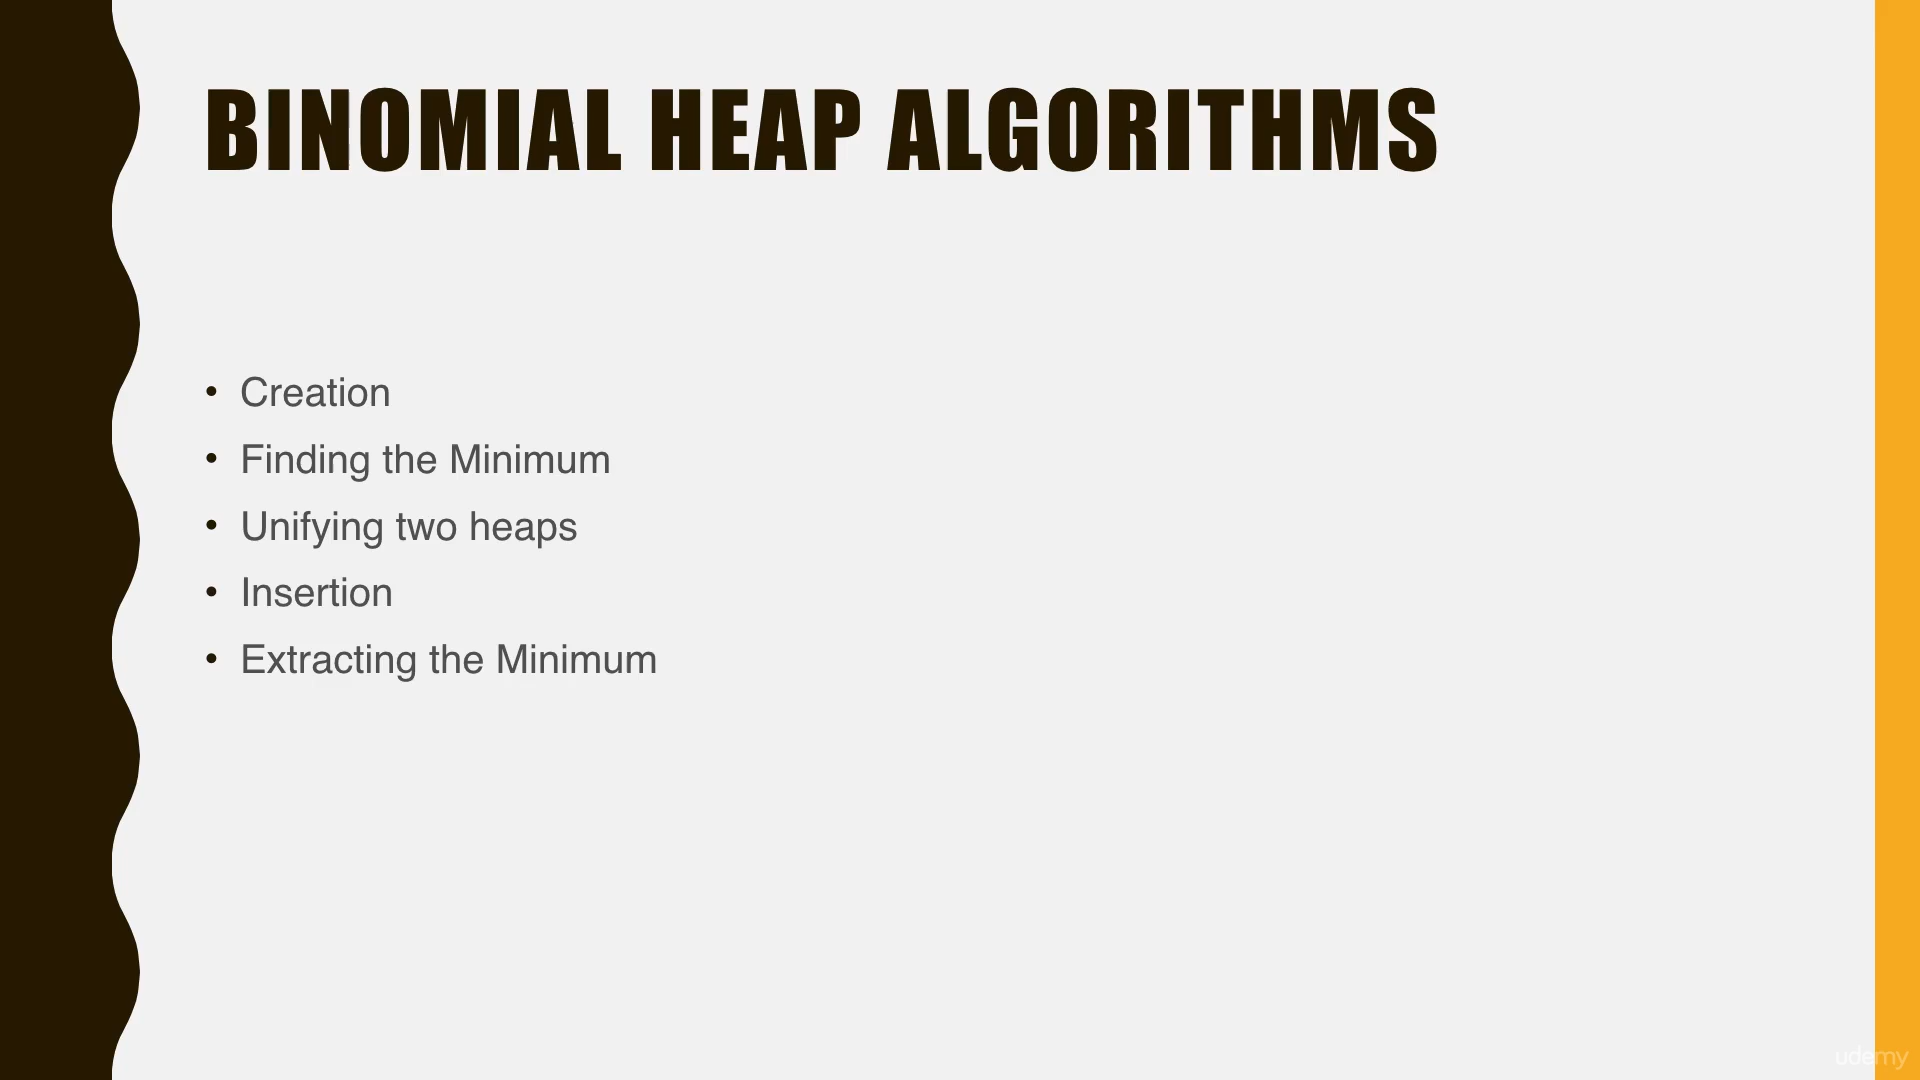 BINOMIAL HEAP ALGORITHMS
• Creation
• Finding the Minimum
• Unifying two heaps
• Insertion
• Extracting the Minimum
udemy